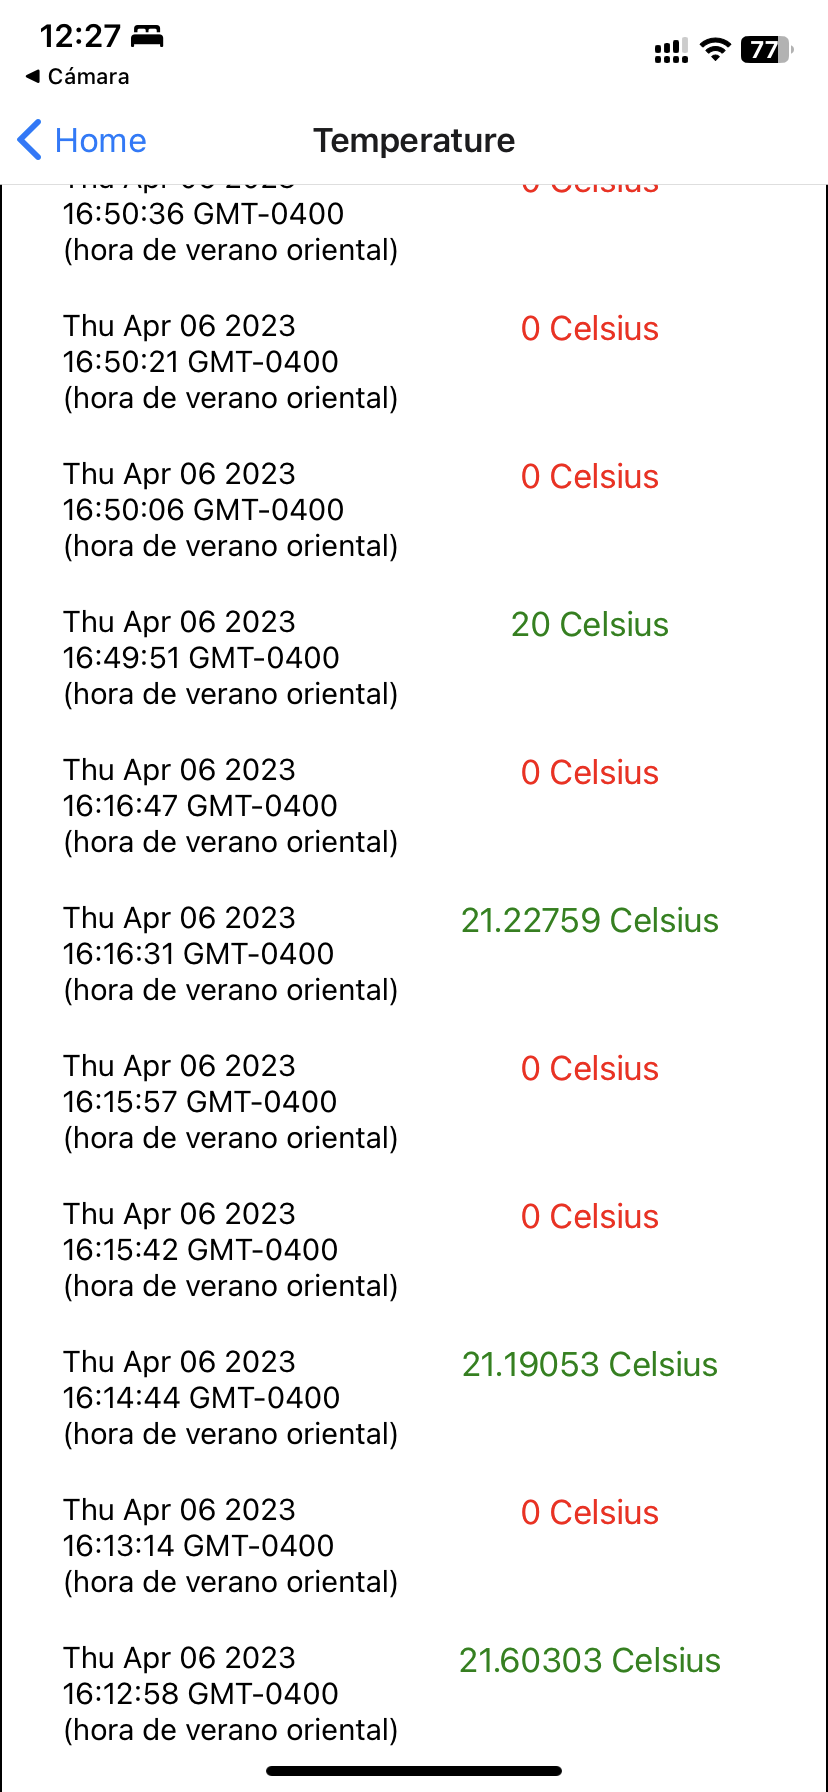 12:27
77
◀ Cámara
Home
Temperature
Thu Apr 06 2023
0 Celsius
16:50:36 GMT-0400
(hora de verano oriental)
Thu Apr 06 2023
0 Celsius
16:50:21 GMT-0400
(hora de verano oriental)
Thu Apr 06 2023
0 Celsius
16:50:06 GMT-0400
(hora de verano oriental)
Thu Apr 06 2023
20 Celsius
16:49:51 GMT-0400
(hora de verano oriental)
Thu Apr 06 2023
0 Celsius
16:16:47 GMT-0400
(hora de verano oriental)
Thu Apr 06 2023
21.22759 Celsius
16:16:31 GMT-0400
(hora de verano oriental)
Thu Apr 06 2023
0 Celsius
16:15:57 GMT-0400
(hora de verano oriental)
Thu Apr 06 2023
0 Celsius
16:15:42 GMT-0400
(hora de verano oriental)
Thu Apr 06 2023
21.19053 Celsius
16:14:44 GMT-0400
(hora de verano oriental)
Thu Apr 06 2023
0 Celsius
16:13:14 GMT-0400
(hora de verano oriental)
Thu Apr 06 2023
21.60303 Celsius
16:12:58 GMT-0400
(hora de verano oriental)